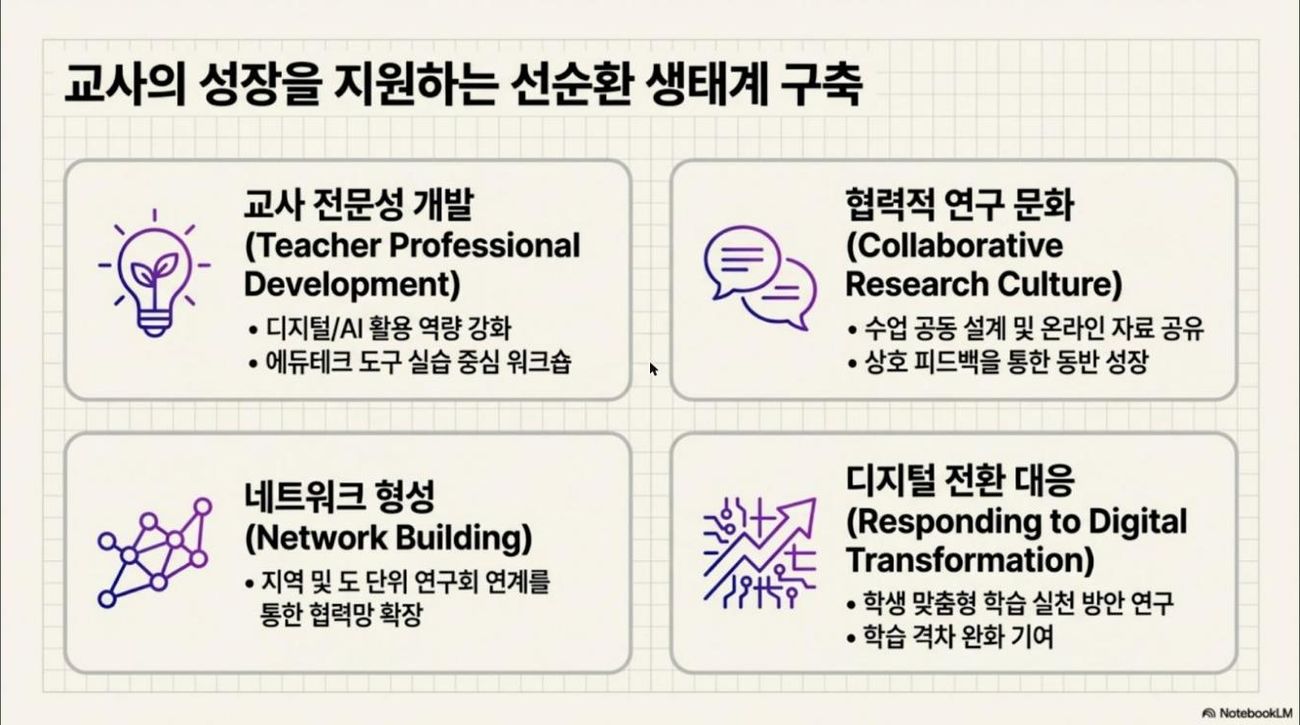 교사의 성장을 지원하는 선순환 생태계 구축
교사 전문성 개발
(Teacher Professional
Development)
• 디지털/AI 활용 역량 강화
• 에듀테크 도구 실습 중심 워크숍
협력적 연구 문화
(Collaborative
Research Culture)
• 수업 공동 설계 및 온라인 자료 공유
• 상호 피드백을 통한 동반 성장
네트워크 형성
(Network Building)
• 지역 및 도 단위 연구회 연계를
통한 협력망 확장
디지털 전환 대응
(Responding to Digital
Transformation)
• 학생 맞춤형 학습 실천 방안 연구
• 학습 격차 완화 기여
NotebookLM